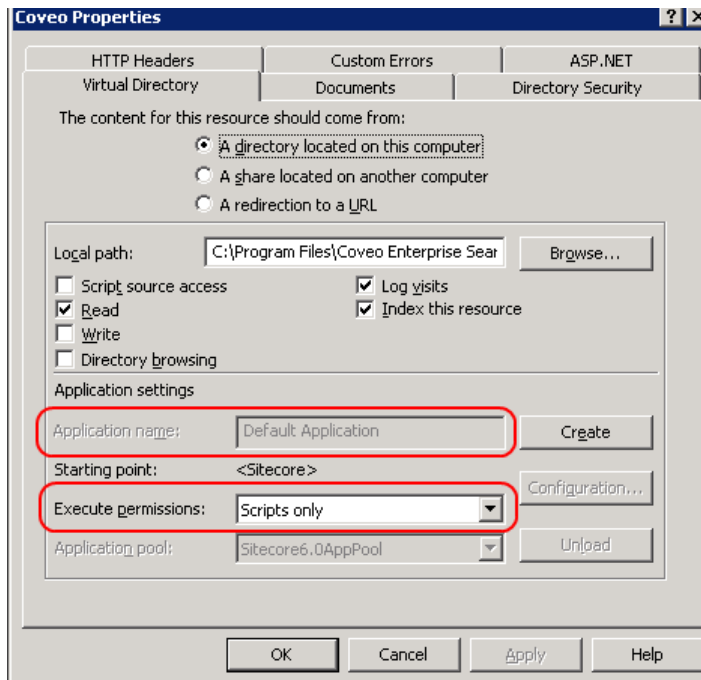 Coveo Properties
HTTP Headers Custom Errors ASP.NET
Virtual Directory Documents Directory Security
The content for this resource should come from:
A directory located on this computer
A share located on another computer
A redirection to a URL
Local path: C:\Program Files\Coveo Enterprise Sear Browse...
Script source access Log visits
Read Index this resource
Write
Directory browsing
Application settings
Application name: Default Application Create
Starting point: <Sitecore>
Configuration...
Execute permissions: Scripts only
Application pool: Sitecore6.0AppPool Unload
OK Cancel Apply Help